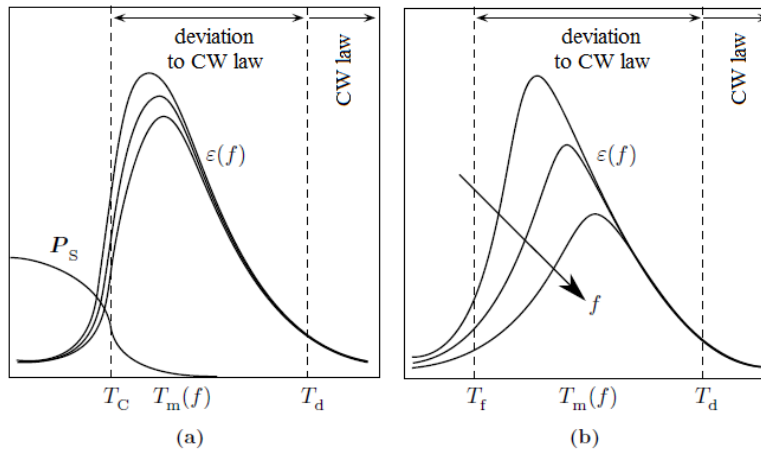 deviation
to CW law
CW law
ε(f)
P_S
T_C
T_m(f)
T_d
(a)
deviation
to CW law
CW law
ε(f)
f
T_f
T_m(f)
T_d
(b)